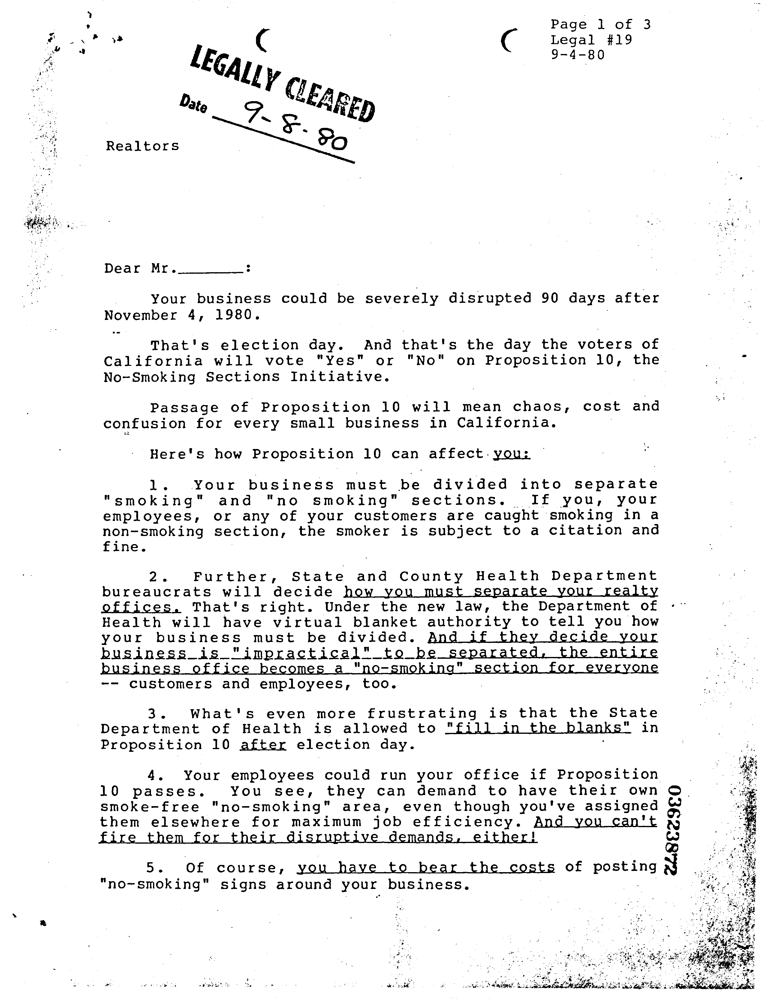 Page 1 of 3
Legal #19
9-4-80
LEGALLY CLEARED
Date 9-8-80
Realtors
Dear Mr.________:
Your business could be severely disrupted 90 days after
November 4, 1980.
That's election day. And that's the day the voters of
California will vote "Yes" or "No" on Proposition 10, the
No-Smoking Sections Initiative.
Passage of Proposition 10 will mean chaos, cost and
confusion for every small business in California.
Here's how Proposition 10 can affect you:
1. Your business must be divided into separate
"smoking" and "no smoking" sections. If you, your
employees, or any of your customers are caught smoking in a
non-smoking section, the smoker is subject to a citation and
fine.
2. Further, State and County Health Department
bureaucrats will decide how you must separate your realty
offices. That's right. Under the new law, the Department of
Health will have virtual blanket authority to tell you how
your business must be divided. And if they decide your
business is "impractical" to be separated, the entire
business office becomes a "no-smoking" section for everyone
-- customers and employees, too.
3. What's even more frustrating is that the State
Department of Health is allowed to "fill in the blanks" in
Proposition 10 after election day.
4. Your employees could run your office if Proposition
10 passes. You see, they can demand to have their own
smoke-free "no-smoking" area, even though you've assigned
them elsewhere for maximum job efficiency. And you can't
fire them for their disruptive demands, either!
5. Of course, you have to bear the costs of posting
"no-smoking" signs around your business.
03623872